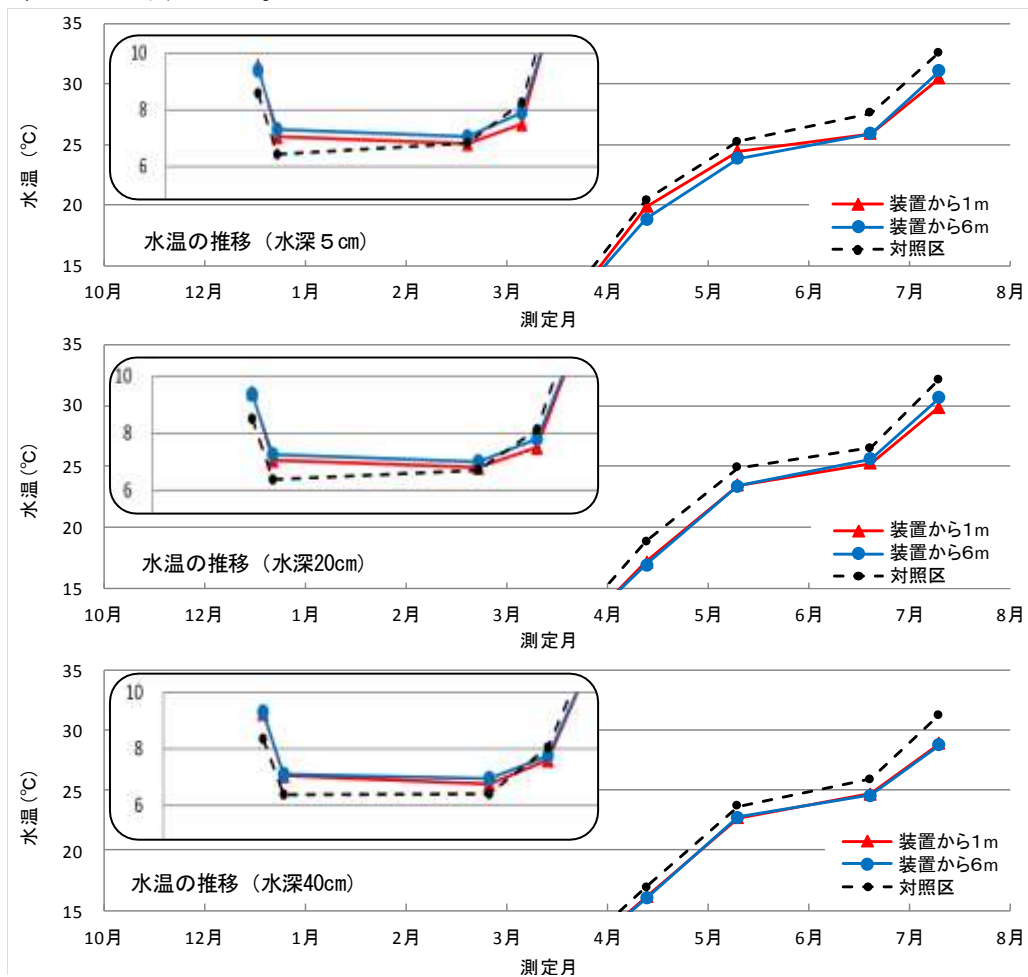 35
30
25
20
15
水温（℃）
10
8
6
水温の推移（水深５cm）
装置から1m
装置から6m
対照区
10月 12月 1月 2月 3月 4月 5月 6月 7月 8月
測定月
35
30
25
20
15
水温（℃）
10
8
6
水温の推移（水深20cm）
装置から1m
装置から6m
対照区
10月 12月 1月 2月 3月 4月 5月 6月 7月 8月
測定月
35
30
25
20
15
水温（℃）
10
8
6
水温の推移（水深40cm）
装置から1m
装置から6m
対照区
10月 12月 1月 2月 3月 4月 5月 6月 7月 8月
測定月